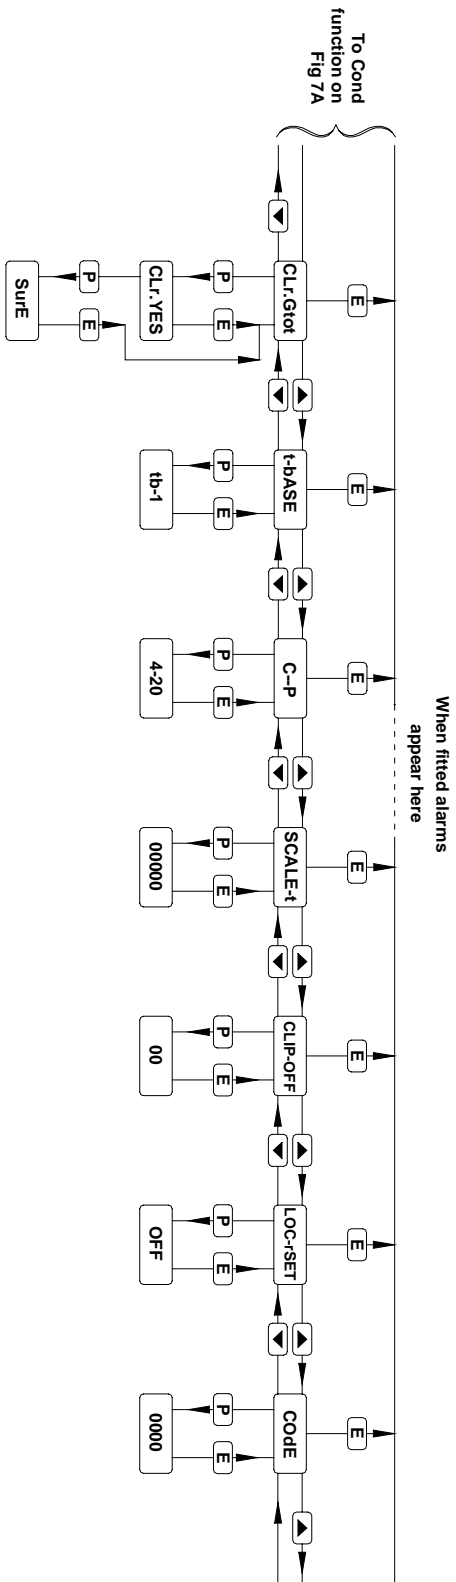 When fitted alarms
appear here
To Cond
function on
Fig 7A
E E E E E E E
CLr.Gtot t-bASE C--P SCALE-t CLIP-OFF LOC-rSET COdE
P E P E P E P E P E P E P E
CLr.YES tb-1 4-20 00000 00 OFF 0000
P E
SurE